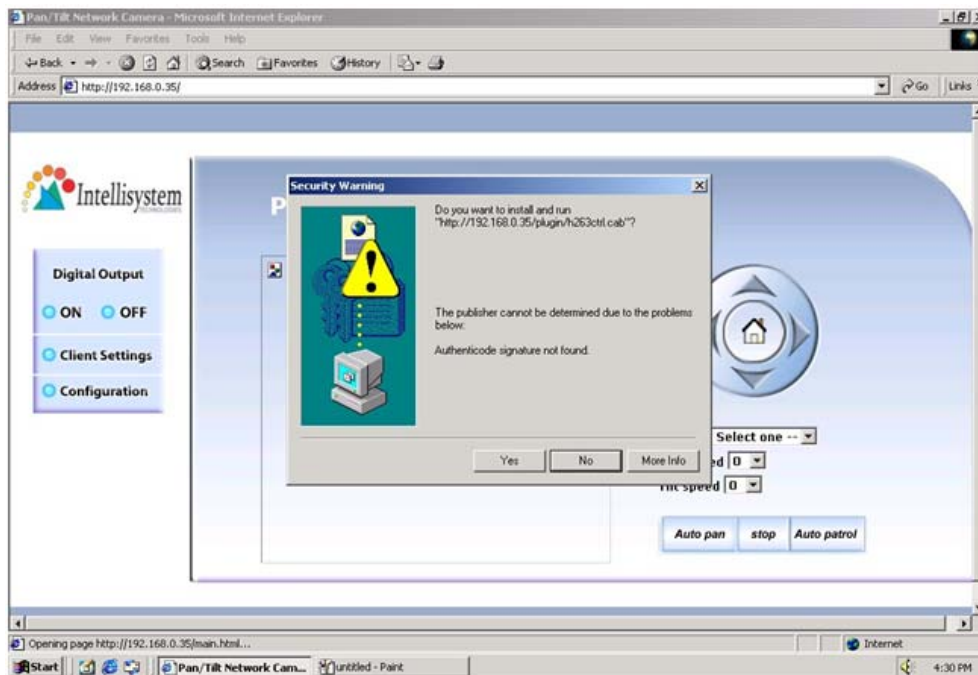 Pan/Tilt Network Camera - Microsoft Internet Explorer
File Edit View Favorites Tools Help
Back Search Favorites History
Address http://192.168.0.35/ Go Links
Intellisystem
TECHNOLOGIES
P
Digital Output
ON OFF
Client Settings
Configuration
Security Warning
Do you want to install and run
"http://192.168.0.35/plugin/h263ctrl.cab"?
The publisher cannot be determined due to the problems
below:
Authenticode signature not found.
Yes No More Info
Select one --
ed 0
Tilt speed 0
Auto pan stop Auto patrol
Opening page http://192.168.0.35/main.html... Internet
Start Pan/Tilt Network Cam... untitled - Paint 4:30 PM